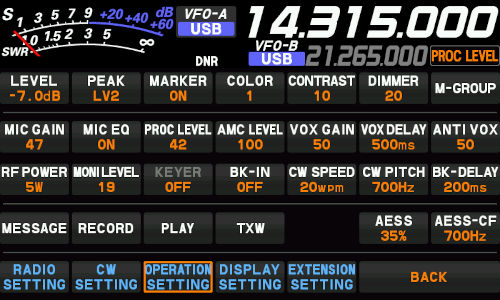 S 1 3 5 7 9 +20 +40 +60 dB
SWR 1.5 2 3 5 ∞
VFO-A
USB
14.315.000
DNR
VFO-B
USB
21.265.000
PROC LEVEL
LEVEL PEAK MARKER COLOR CONTRAST DIMMER M-GROUP
-7.0dB LV2 ON 1 10 20
MIC GAIN MIC EQ PROC LEVEL AMC LEVEL VOX GAIN VOX DELAY ANTI VOX
47 ON 42 100 50 500ms 50
RF POWER MONI LEVEL KEYER BK-IN CW SPEED CW PITCH BK-DELAY
5W 19 OFF OFF 20wpm 700Hz 200ms
MESSAGE RECORD PLAY TXW AESS AESS-CF
35% 700Hz
RADIO CW OPERATION DISPLAY EXTENSION BACK
SETTING SETTING SETTING SETTING SETTING